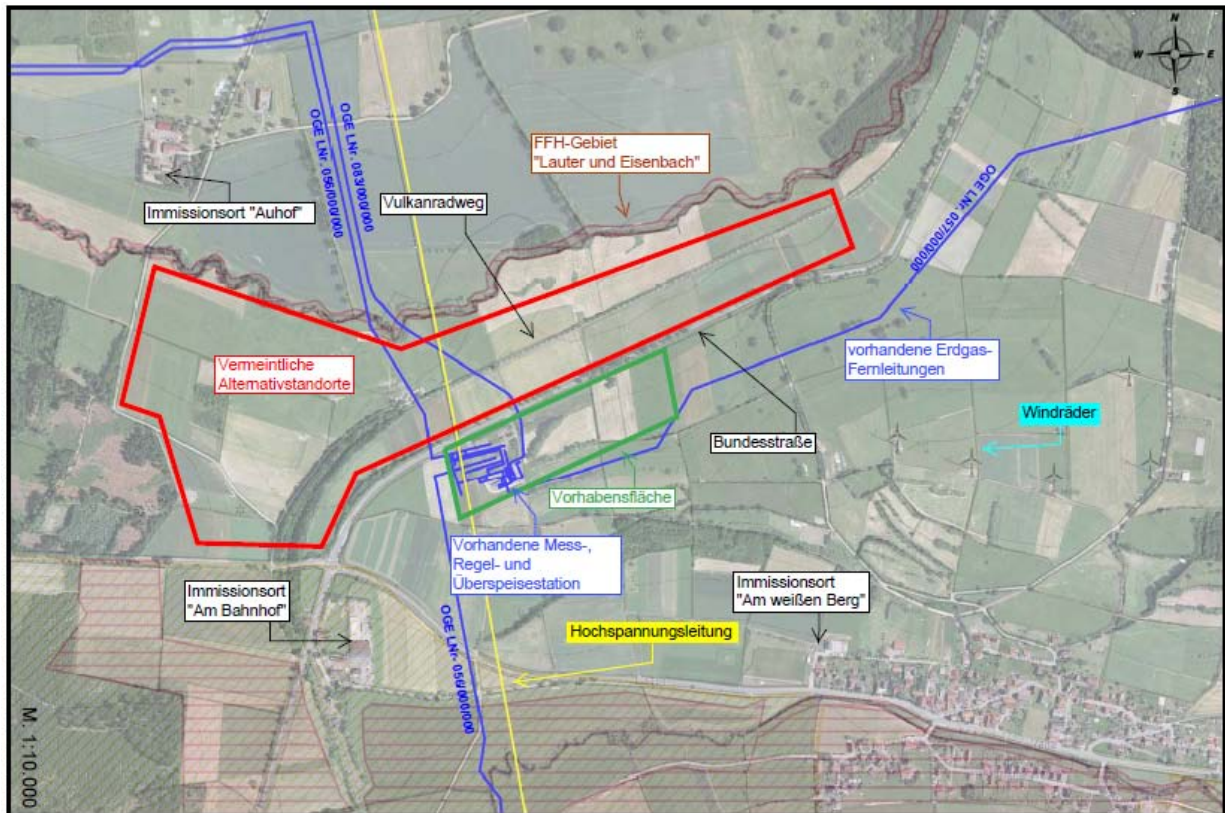 N
W E
S
OGE LNr. 056/000/000
OGE LNr. 083/000/000
FFH-Gebiet
"Lauter und Eisenbach"
OGE LNr. 057/000/000
Immissionsort "Auhof"
Vulkanradweg
Vermeintliche
Alternativstandorte
vorhandene Erdgas-
Fernleitungen
Windräder
Bundesstraße
Vorhabensfläche
Vorhandene Mess-,
Regel- und
Überspeisestation
Immissionsort
"Am Bahnhof"
Immissionsort
"Am weißen Berg"
Hochspannungsleitung
OGE LNr. 056/000/000
M. 1:10.000